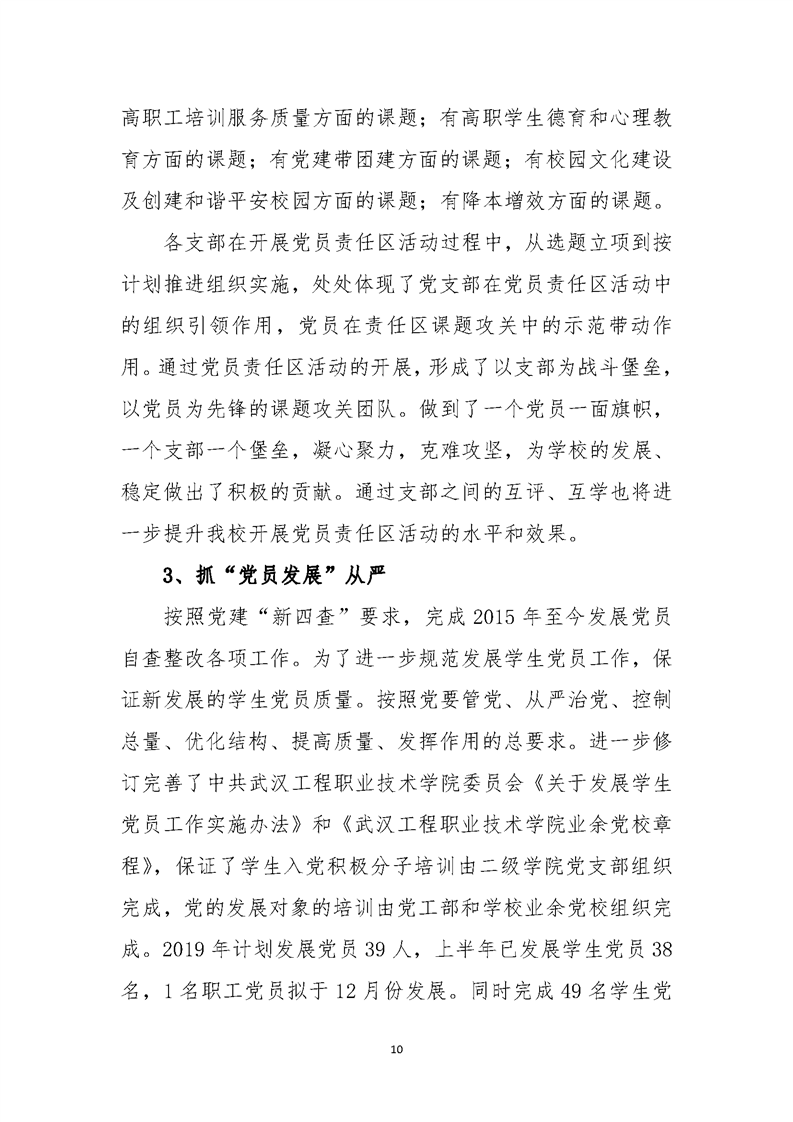 高职工培训服务质量方面的课题；有高职学生德育和心理教
育方面的课题；有党建带团建方面的课题；有校园文化建设
及创建和谐平安校园方面的课题；有降本增效方面的课题。
各支部在开展党员责任区活动过程中，从选题立项到按
计划推进组织实施，处处体现了党支部在党员责任区活动中
的组织引领作用，党员在责任区课题攻关中的示范带动作
用。通过党员责任区活动的开展，形成了以支部为战斗堡垒，
以党员为先锋的课题攻关团队。做到了一个党员一面旗帜，
一个支部一个堡垒，凝心聚力，克难攻坚，为学校的发展、
稳定做出了积极的贡献。通过支部之间的互评、互学也将进
一步提升我校开展党员责任区活动的水平和效果。
3、抓“党员发展”从严
按照党建“新四查”要求，完成 2015 年至今发展党员
自查整改各项工作。为了进一步规范发展学生党员工作，保
证新发展的学生党员质量。按照党要管党、从严治党、控制
总量、优化结构、提高质量、发挥作用的总要求。进一步修
订完善了中共武汉工程职业技术学院委员会《关于发展学生
党员工作实施办法》和《武汉工程职业技术学院业余党校章
程》，保证了学生入党积极分子培训由二级学院党支部组织
完成，党的发展对象的培训由党工部和学校业余党校组织完
成。2019 年计划发展党员 39 人，上半年已发展学生党员 38
名，1 名职工党员拟于 12 月份发展。同时完成 49 名学生党
10